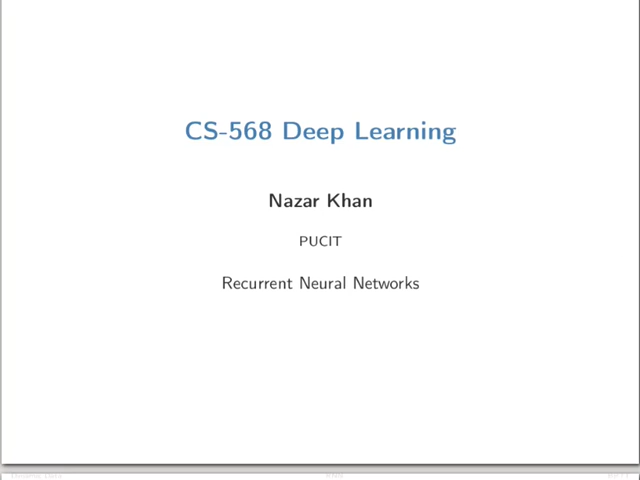 CS-568 Deep Learning
Nazar Khan
PUCIT
Recurrent Neural Networks